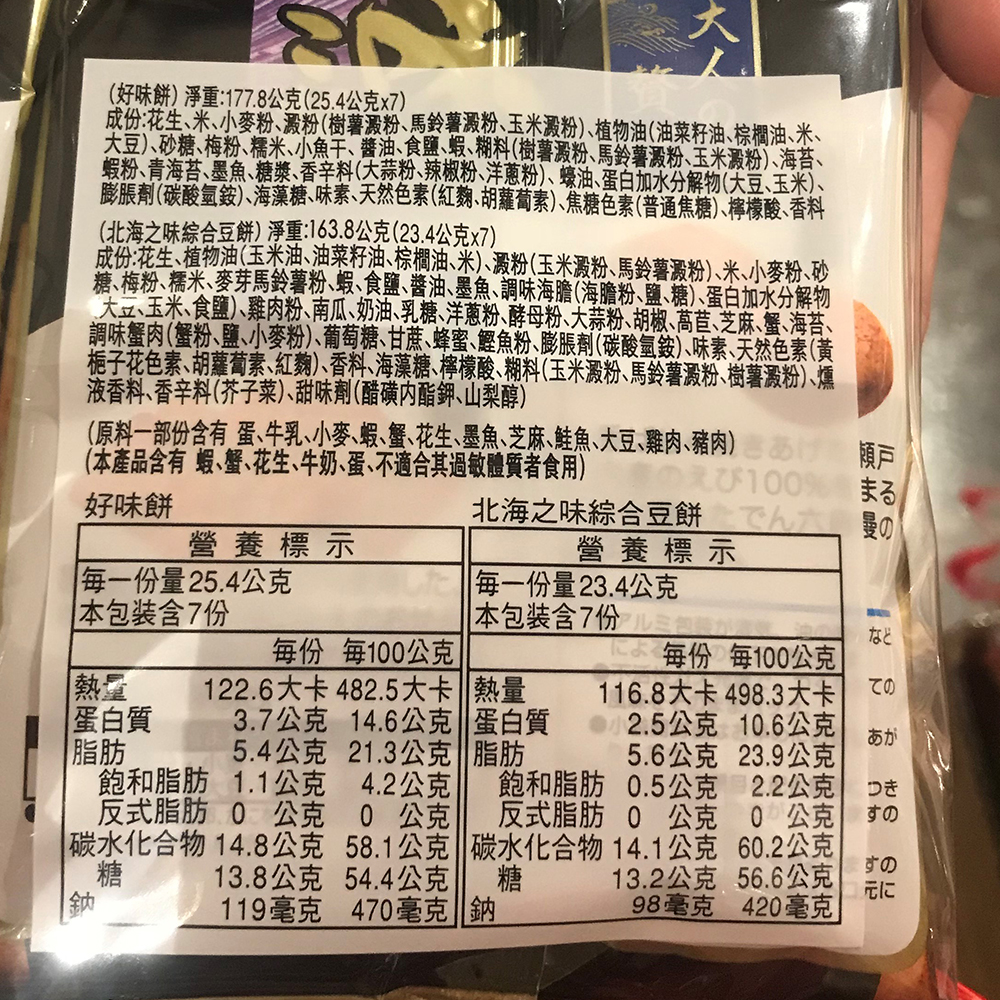 大人の
(好味餅) 淨重:177.8公克(25.4公克x7)
成份:花生、米、小麥粉、澱粉(樹薯澱粉、馬鈴薯澱粉、玉米澱粉)、植物油(油菜籽油、棕櫚油、米、
大豆)、砂糖、梅粉、糯米、小魚干、醬油、食鹽、蝦、糊料(樹薯澱粉、馬鈴薯澱粉、玉米澱粉)、海苔、
蝦粉、青海苔、墨魚、糖漿、香辛料(大蒜粉、辣椒粉、洋蔥粉)、蠔油、蛋白加水分解物(大豆、玉米)、
膨脹劑(碳酸氫銨)、海藻糖、味素、天然色素(紅麴、胡蘿蔔素)、焦糖色素(普通焦糖)、檸檬酸、香料
(北海之味綜合豆餅) 淨重:163.8公克(23.4公克x7)
成份:花生、植物油(玉米油、油菜籽油、棕櫚油、米)、澱粉(玉米澱粉、馬鈴薯澱粉)、米、小麥粉、砂
糖、梅粉、糯米、麥芽馬鈴薯粉、蝦、食鹽、醬油、墨魚、調味海膽(海膽粉、鹽、糖)、蛋白加水分解物
(大豆、玉米、食鹽)、雞肉粉、南瓜、奶油、乳糖、洋蔥粉、酵母粉、大蒜粉、胡椒、萵苣、芝麻、蟹、海苔、
調味蟹肉(蟹粉、鹽、小麥粉)、葡萄糖、甘蔗、蜂蜜、鰹魚粉、膨脹劑(碳酸氫銨)、味素、天然色素(黃
梔子花色素、胡蘿蔔素、紅麴)、香料、海藻糖、檸檬酸、糊料(玉米澱粉、馬鈴薯澱粉、樹薯澱粉)、燻
液香料、香辛料(芥子菜)、甜味劑(醋磺內酯鉀、山梨醇)
(原料一部份含有 蛋、牛乳、小麥、蝦、蟹、花生、墨魚、芝麻、鮭魚、大豆、雞肉、豬肉)
(本產品含有 蝦、蟹、花生、牛奶、蛋、不適合其過敏體質者食用)
好味餅
營養標示
每一份量25.4公克
本包裝含7份
每份 每100公克
熱量 122.6大卡 482.5大卡
蛋白質 3.7公克 14.6公克
脂肪 5.4公克 21.3公克
飽和脂肪 1.1公克 4.2公克
反式脂肪 0 公克 0 公克
碳水化合物 14.8公克 58.1公克
糖 13.8公克 54.4公克
鈉 119毫克 470毫克
北海之味綜合豆餅
營養標示
每一份量23.4公克
本包裝含7份
每份 每100公克
熱量 116.8大卡 498.3大卡
蛋白質 2.5公克 10.6公克
脂肪 5.6公克 23.9公克
飽和脂肪 0.5公克 2.2公克
反式脂肪 0 公克 0 公克
碳水化合物 14.1公克 60.2公克
糖 13.2公克 56.6公克
鈉 98毫克 420毫克
瀬戸
まる
の
など
ての
あが
つき
すの
すの
元に